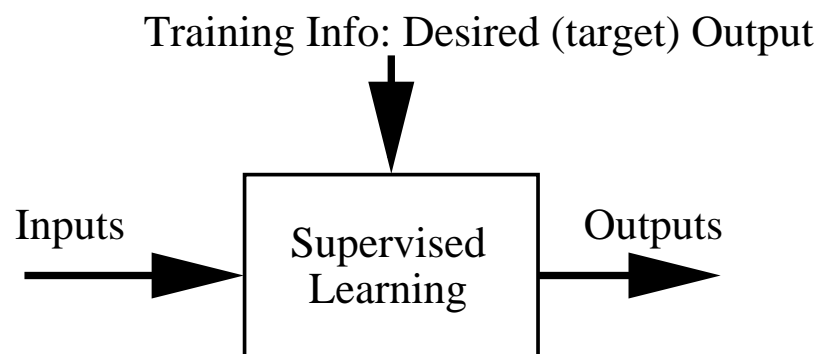 Training Info: Desired (target) Output
Inputs
Supervised
Learning
Outputs